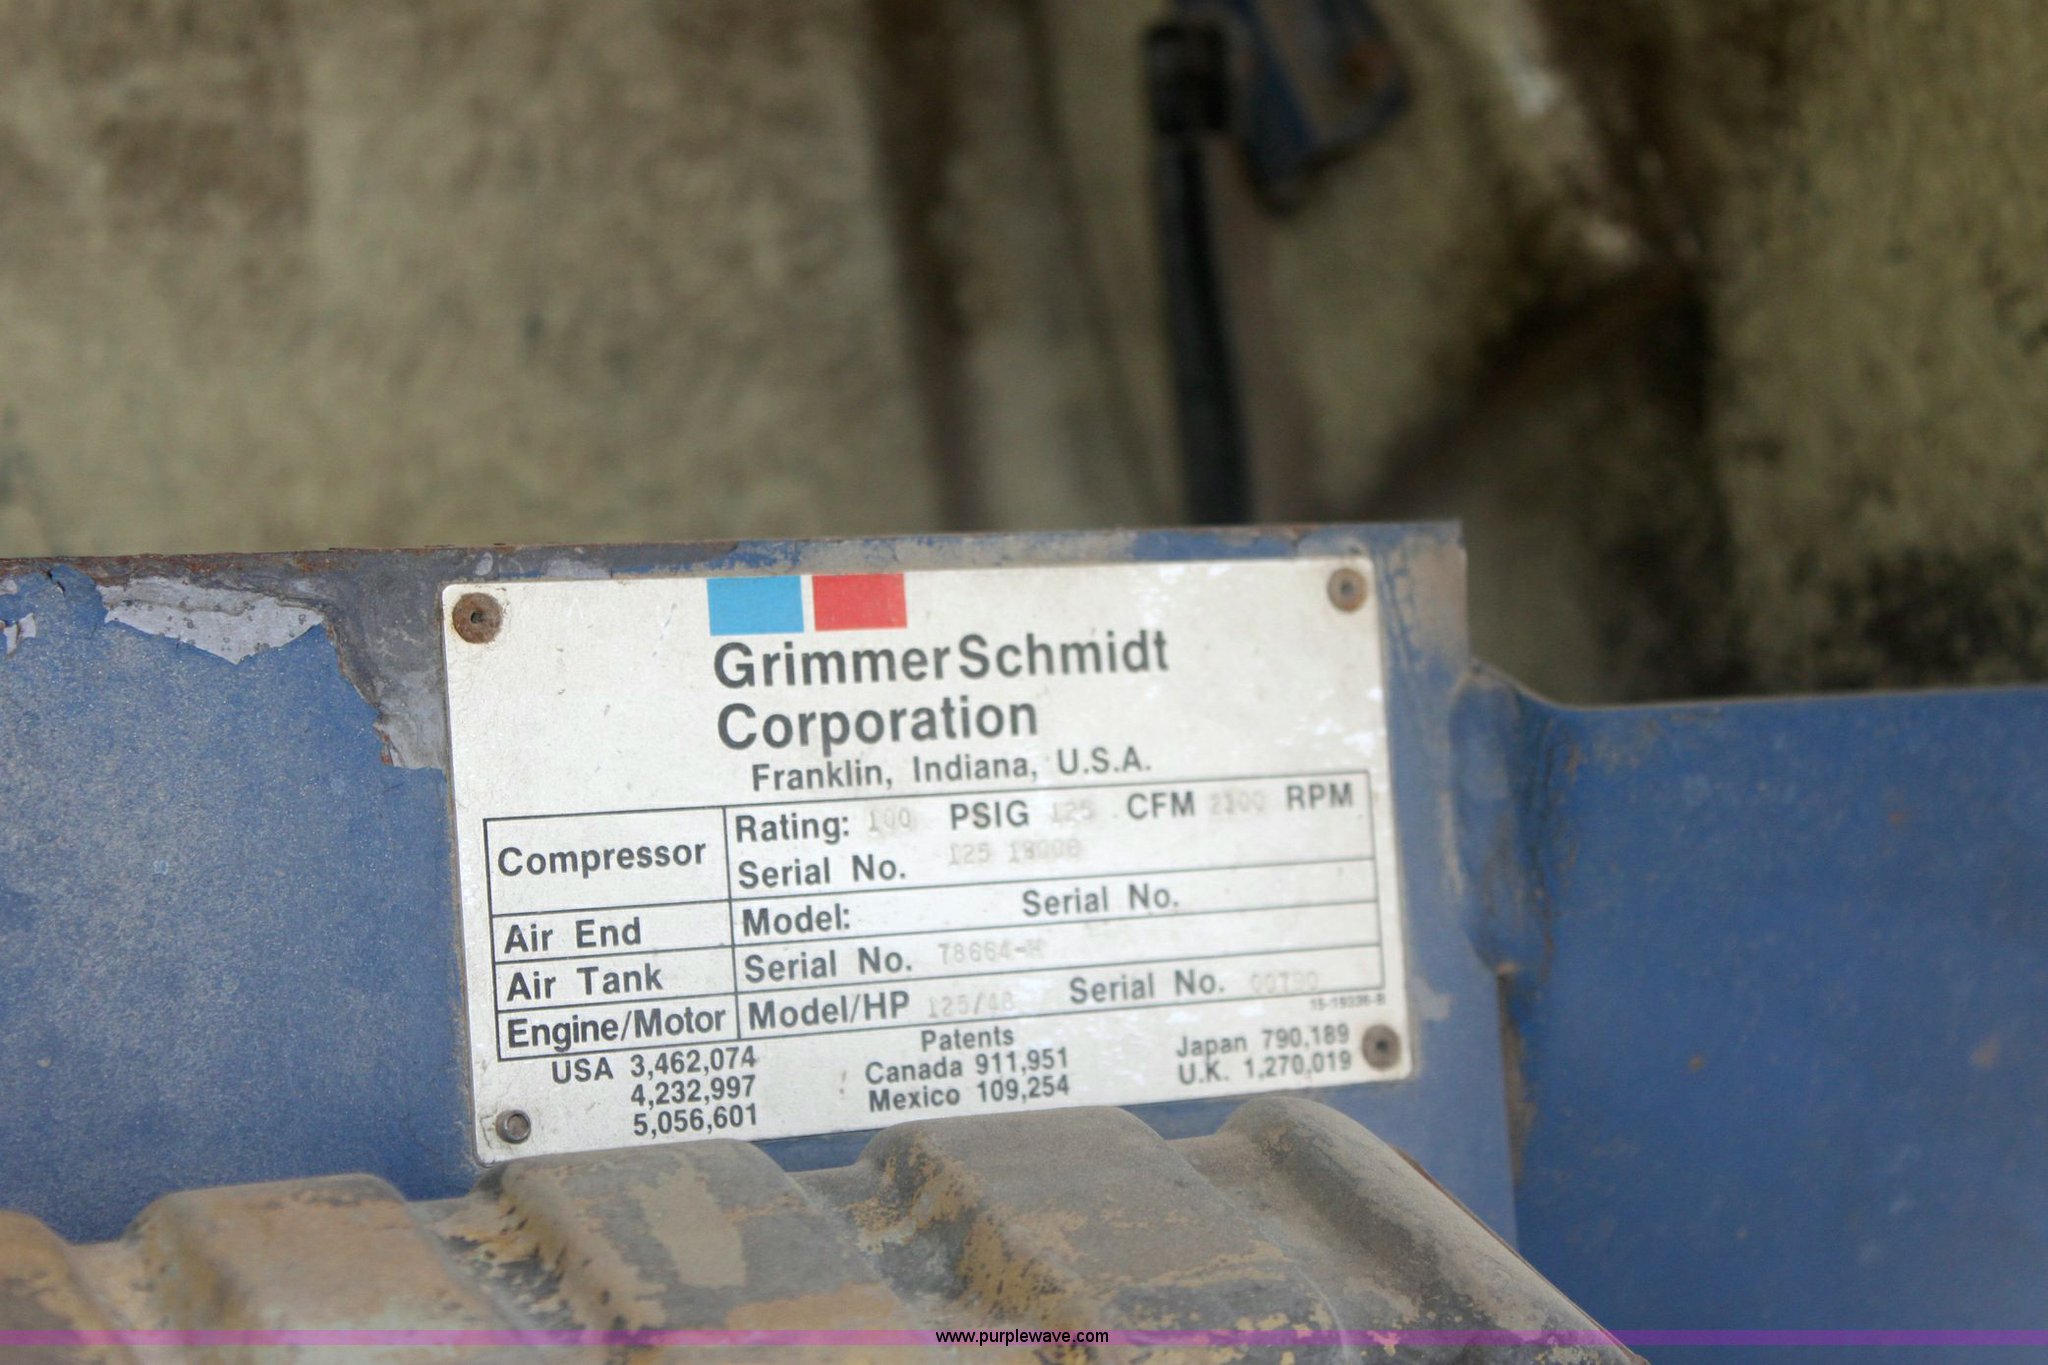 GrimmerSchmidt
Corporation
Franklin, Indiana, U.S.A.
Compressor
Rating: 100 PSIG 125 CFM 2100 RPM
Serial No. 125
Air End
Model: Serial No.
Air Tank
Serial No.
Engine/Motor
Model/HP Serial No.
Patents
USA 3,462,074
4,232,997
5,056,601
Canada 911,951
Mexico 109,254
Japan 790,189
U.K. 1,270,019
www.purplewave.com